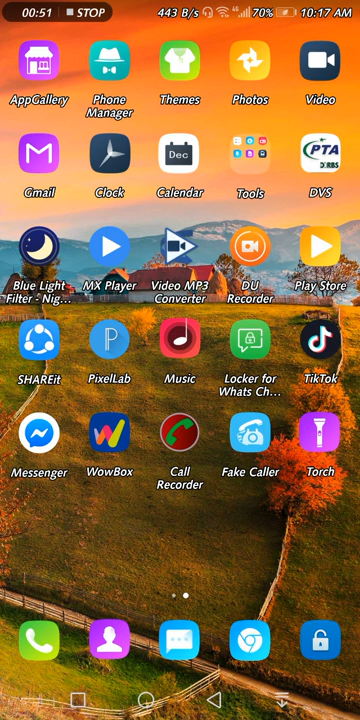 00:51 STOP 443 B/s 4G 70% 10:17 AM
AppGallery
Phone Manager
Themes
Photos
Video
Gmail
Clock
Dec
Calendar
Tools
PTA
DIRBS
DVS
Blue Light Filter - Nig...
MX Player
Video MP3 Converter
DU Recorder
Play Store
SHAREit
P
PixelLab
Music
Locker for Whats Ch...
TikTok
Messenger
WowBox
Call Recorder
Fake Caller
Torch